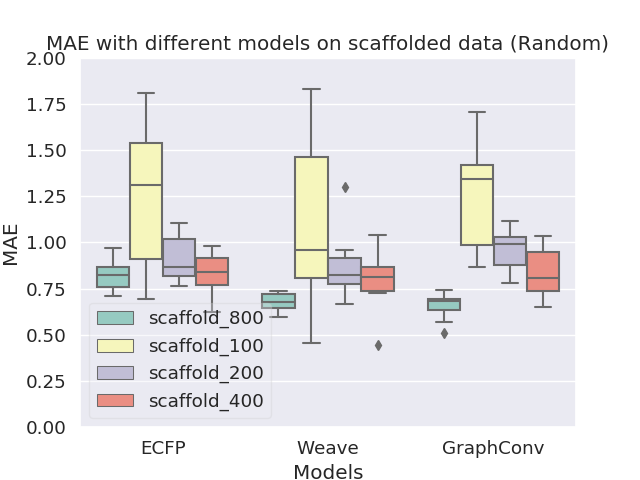 MAE with different models on scaffolded data (Random)
2.00
1.75
1.50
1.25
1.00
0.75
0.50
0.25
0.00
MAE
scaffold_800
scaffold_100
scaffold_200
scaffold_400
ECFP Weave GraphConv
Models